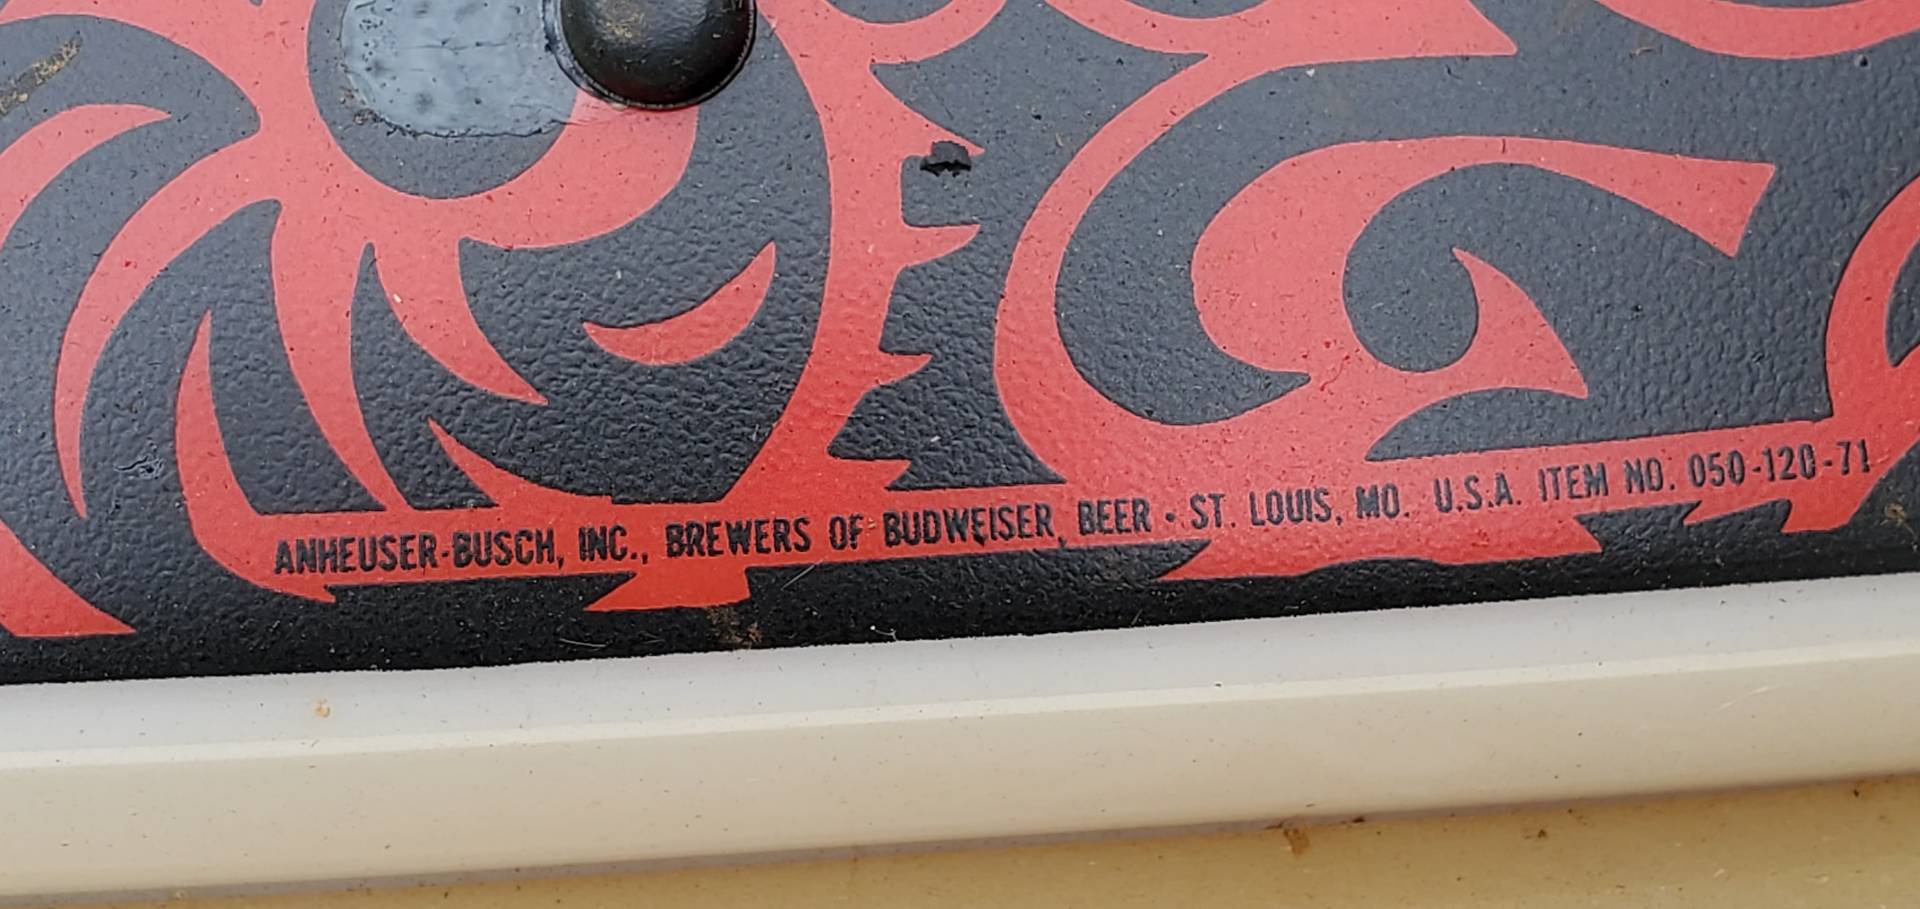 ANHEUSER-BUSCH, INC., BREWERS OF BUDWEISER, BEER • ST. LOUIS, MO. U.S.A. ITEM NO. 050-120-71